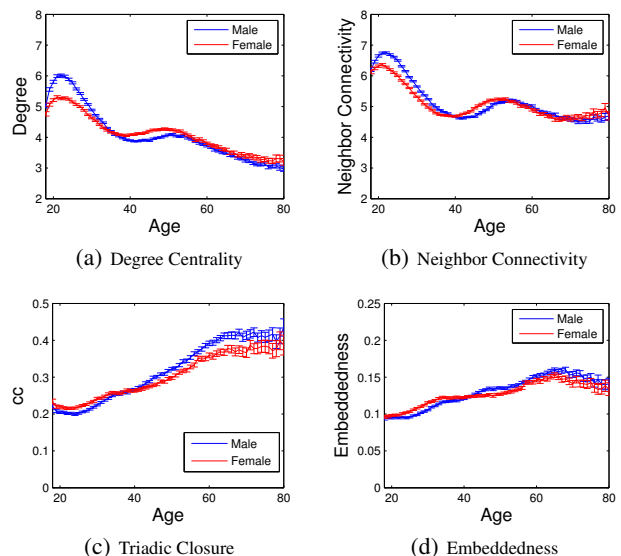 8
7
6
5
4
3
2
Degree
Male
Female
20 40 60 80
Age
(a) Degree Centrality
8
7
6
5
4
3
2
Neighbor Connectivity
Male
Female
20 40 60 80
Age
(b) Neighbor Connectivity
0.5
0.4
0.3
0.2
0.1
0
cc
Male
Female
20 40 60 80
Age
(c) Triadic Closure
0.25
0.2
0.15
0.1
0.05
0
Embeddedness
Male
Female
20 40 60 80
Age
(d) Embeddedness